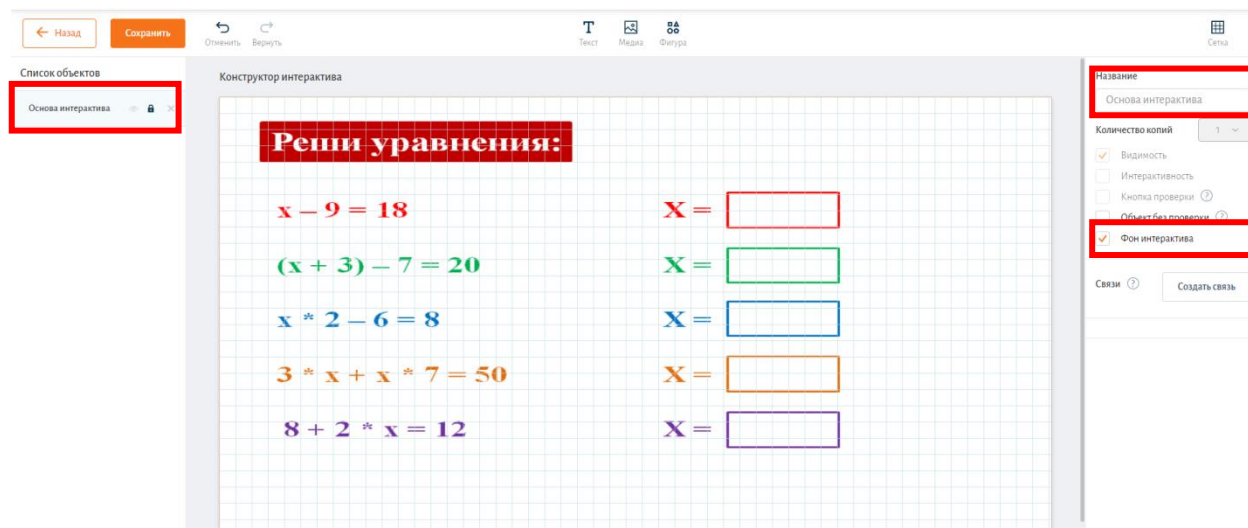 Назад
Сохранить
Отменить
Вернуть
Текст
Медиа
Фигура
Сетка
Список объектов
Основа интерактива
Конструктор интерактива
Реши уравнения:
x – 9 = 18
X =
(x + 3) – 7 = 20
X =
x * 2 – 6 = 8
X =
3 * x + x * 7 = 50
X =
8 + 2 * x = 12
X =
Название
Основа интерактива
Количество копий 1
Видимость
Интерактивность
Кнопка проверки ?
Объект без проверки ?
Фон интерактива
Связи ? Создать связь